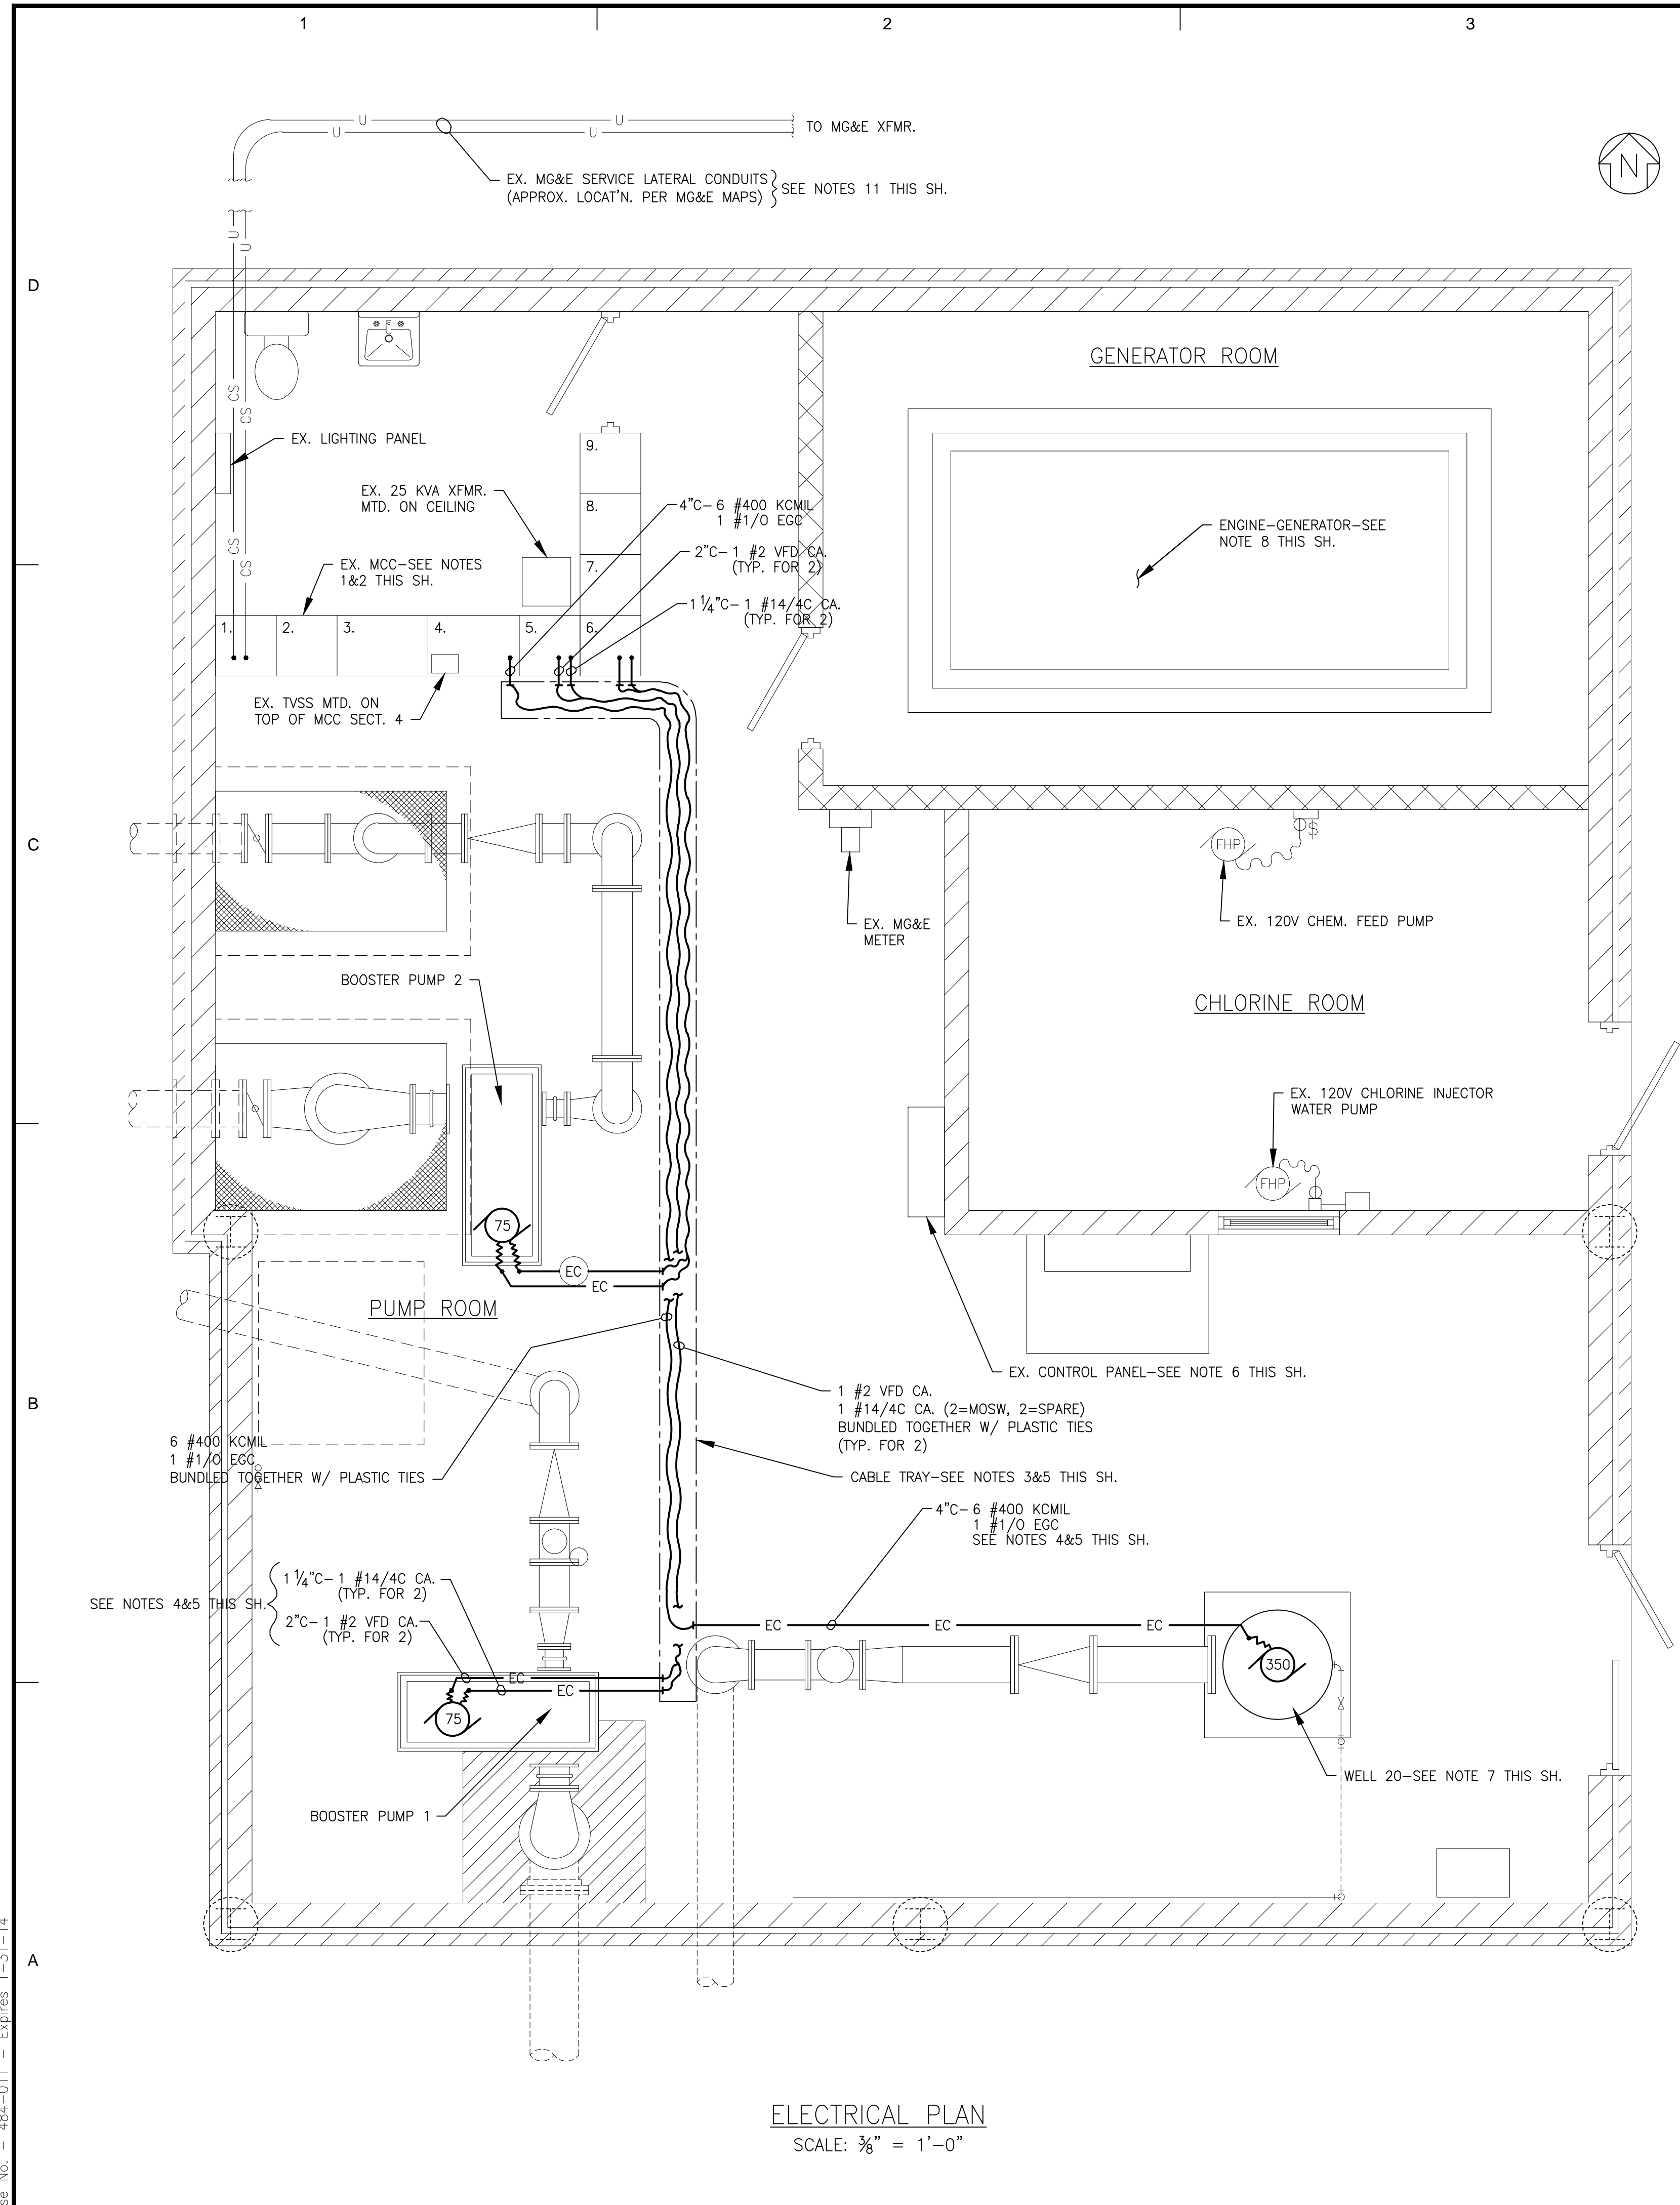 1
2
3
D
C
B
A
U
U
U
U
TO MG&E XFMR.
N
EX. MG&E SERVICE LATERAL CONDUITS
(APPROX. LOCAT'N. PER MG&E MAPS)
SEE NOTES 11 THIS SH.
U
U
GENERATOR ROOM
CS
CS
EX. LIGHTING PANEL
9.
EX. 25 KVA XFMR.
MTD. ON CEILING
8.
4"C-6 #400 KCMIL
1 #1/0 EGC
ENGINE-GENERATOR-SEE
NOTE 8 THIS SH.
CS
CS
EX. MCC-SEE NOTES
1&2 THIS SH.
7.
2"C-1 #2 VFD CA.
(TYP. FOR 2)
1 1/4"C-1 #14/4C CA.
(TYP. FOR 2)
1.
2.
3.
4.
5.
6.
EX. TVSS MTD. ON
TOP OF MCC SECT. 4
FHP
$
EX. MG&E
METER
EX. 120V CHEM. FEED PUMP
BOOSTER PUMP 2
CHLORINE ROOM
EX. 120V CHLORINE INJECTOR
WATER PUMP
FHP
75
EC
EC
PUMP ROOM
EX. CONTROL PANEL-SEE NOTE 6 THIS SH.
1 #2 VFD CA.
1 #14/4C CA. (2=MOSW, 2=SPARE)
BUNDLED TOGETHER W/ PLASTIC TIES
(TYP. FOR 2)
6 #400 KCMIL
1 #1/0 EGC
BUNDLED TOGETHER W/ PLASTIC TIES
CABLE TRAY-SEE NOTES 3&5 THIS SH.
4"C-6 #400 KCMIL
1 #1/0 EGC
SEE NOTES 4&5 THIS SH.
1 1/4"C-1 #14/4C CA.
(TYP. FOR 2)
SEE NOTES 4&5 THIS SH.
2"C-1 #2 VFD CA.
(TYP. FOR 2)
EC
EC
EC
350
EC
EC
75
WELL 20-SEE NOTE 7 THIS SH.
BOOSTER PUMP 1
ELECTRICAL PLAN
SCALE: 3/8" = 1'-0"
No. - 484-011 - Expires 1-31-14